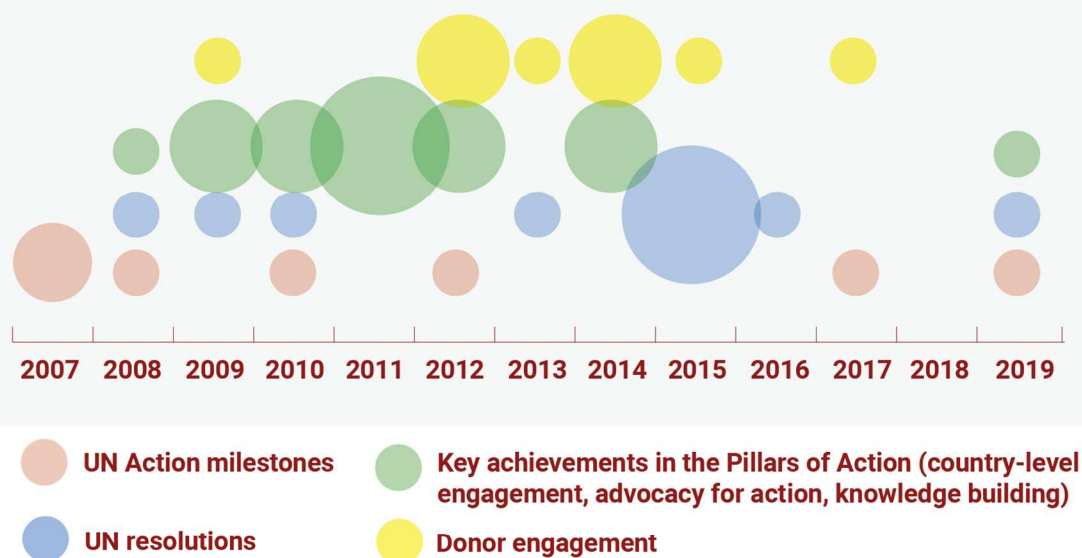 2007 2008 2009 2010 2011 2012 2013 2014 2015 2016 2017 2018 2019
UN Action milestones
Key achievements in the Pillars of Action (country-level
engagement, advocacy for action, knowledge building)
UN resolutions
Donor engagement